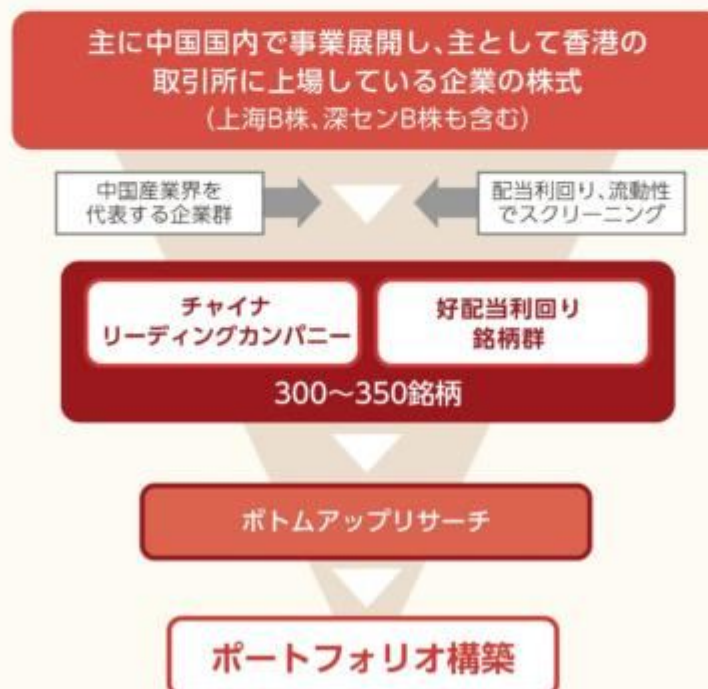 主に中国国内で事業展開し、主として香港の
取引所に上場している企業の株式
(上海B株、深センB株も含む)
中国産業界を
代表する企業群
配当利回り、流動性
でスクリーニング
チャイナ
リーディングカンパニー
好配当利回り
銘柄群
300〜350銘柄
ボトムアップリサーチ
ポートフォリオ構築